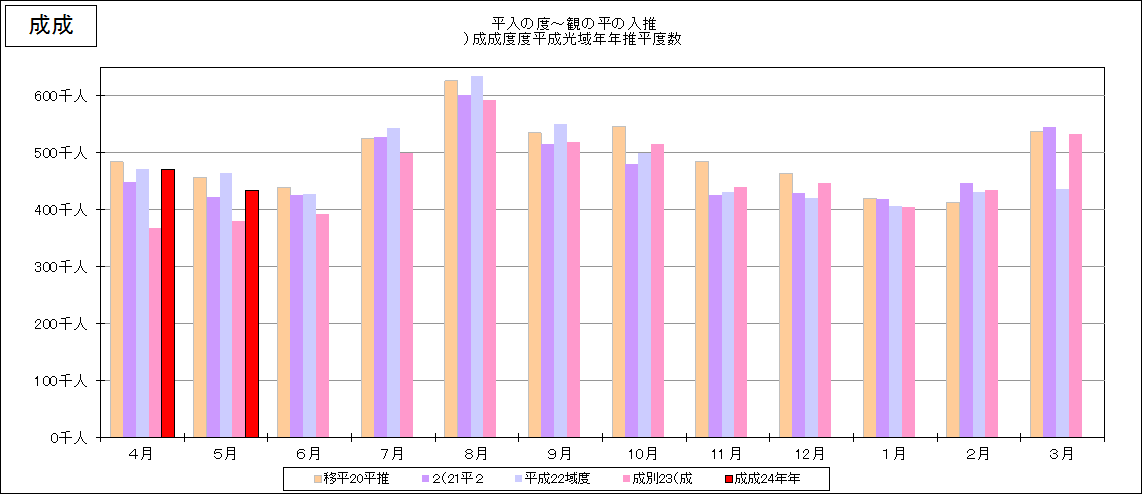 成成
平入の度～観の平の入推
）成成度度平成光域年年推平度数
600千人
500千人
400千人
300千人
200千人
100千人
0千人
4月 5月 6月 7月 8月 9月 10月 11月 12月 1月 2月 3月
移平20平推 2（21平2 平成22域度 成別23（成 成成24年年